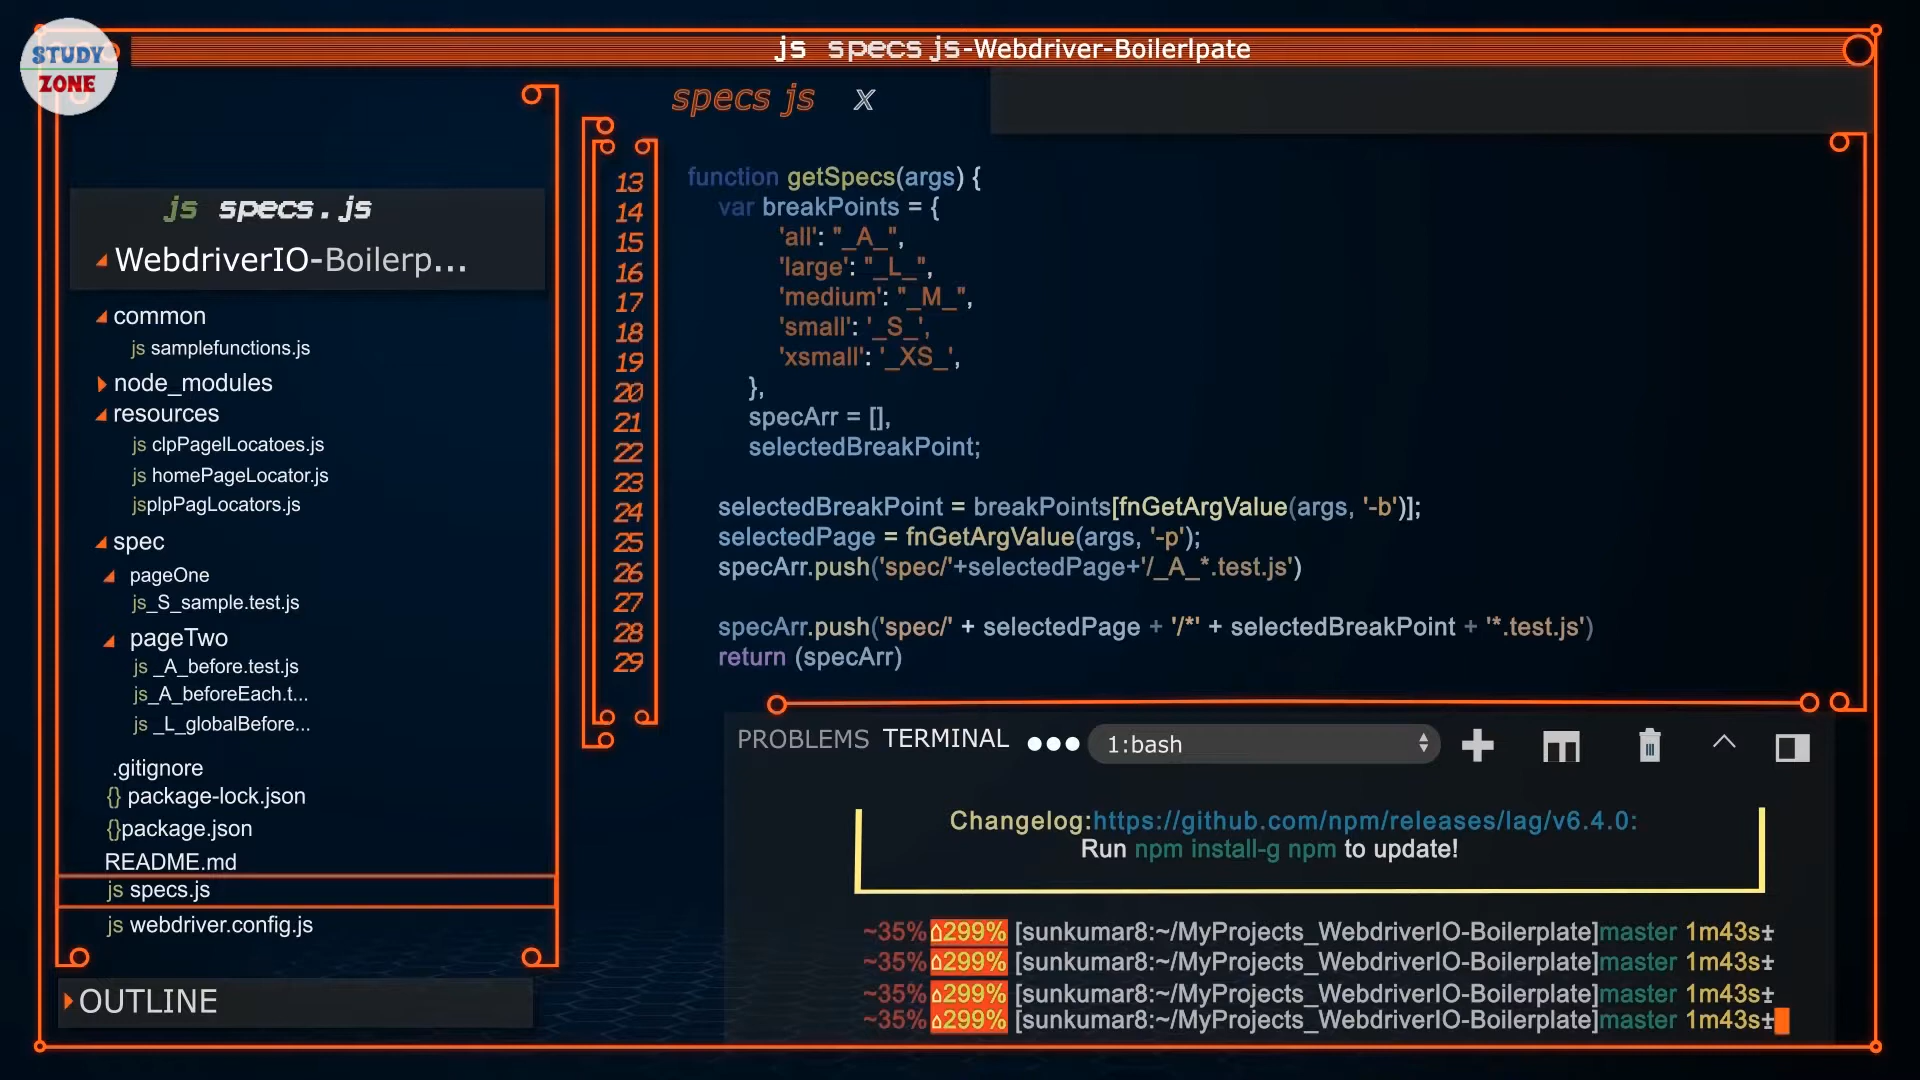 STUDY
ZONE
js specs js-Webdriver-Boilerlpate
specs js x
js specs.js
WebdriverIO-Boilerp...
common
js samplefunctions.js
node_modules
resources
js clpPagelLocatoes.js
js homePageLocator.js
jsplpPagLocators.js
spec
pageOne
js_S_sample.test.js
pageTwo
js _A_before.test.js
js_A_beforeEach.t...
js _L_globalBefore...
.gitignore
{} package-lock.json
{}package.json
README.md
js specs.js
js webdriver.config.js
OUTLINE
13 function getSpecs(args) {
14 var breakPoints = {
15 'all': "_A_",
16 'large': "_L_",
17 'medium': "_M_",
18 'small': '_S_',
19 'xsmall': '_XS_',
20 },
21 specArr = [],
22 selectedBreakPoint;
23
24 selectedBreakPoint = breakPoints[fnGetArgValue(args, '-b')];
25 selectedPage = fnGetArgValue(args, '-p');
26 specArr.push('spec/'+selectedPage+'/_A_*.test.js')
27
28 specArr.push('spec/' + selectedPage + '/*' + selectedBreakPoint + '*.test.js')
29 return (specArr)
PROBLEMS TERMINAL ●●● 1:bash
Changelog:https://github.com/npm/releases/lag/v6.4.0:
Run npm install-g npm to update!
~35% ⌂299% [sunkumar8:~/MyProjects_WebdriverIO-Boilerplate]master 1m43s±
~35% ⌂299% [sunkumar8:~/MyProjects_WebdriverIO-Boilerplate]master 1m43s±
~35% ⌂299% [sunkumar8:~/MyProjects_WebdriverIO-Boilerplate]master 1m43s±
~35% ⌂299% [sunkumar8:~/MyProjects_WebdriverIO-Boilerplate]master 1m43s±